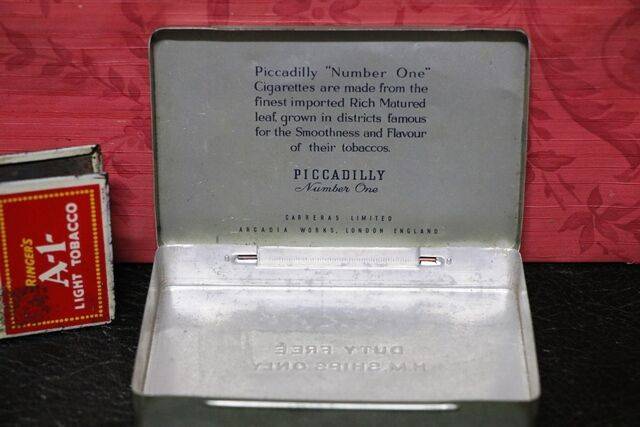 Piccadilly "Number One"
Cigarettes are made from the
finest imported Rich Matured
leaf, grown in districts famous
for the Smoothness and Flavour
of their tobaccos.
PICCADILLY
Number One
CARRERAS LIMITED
ARCADIA WORKS, LONDON ENGLAND
DUTY FREE
H.M. SHIPS ONLY
RINGER'S
A-1-
LIGHT TOBACCO